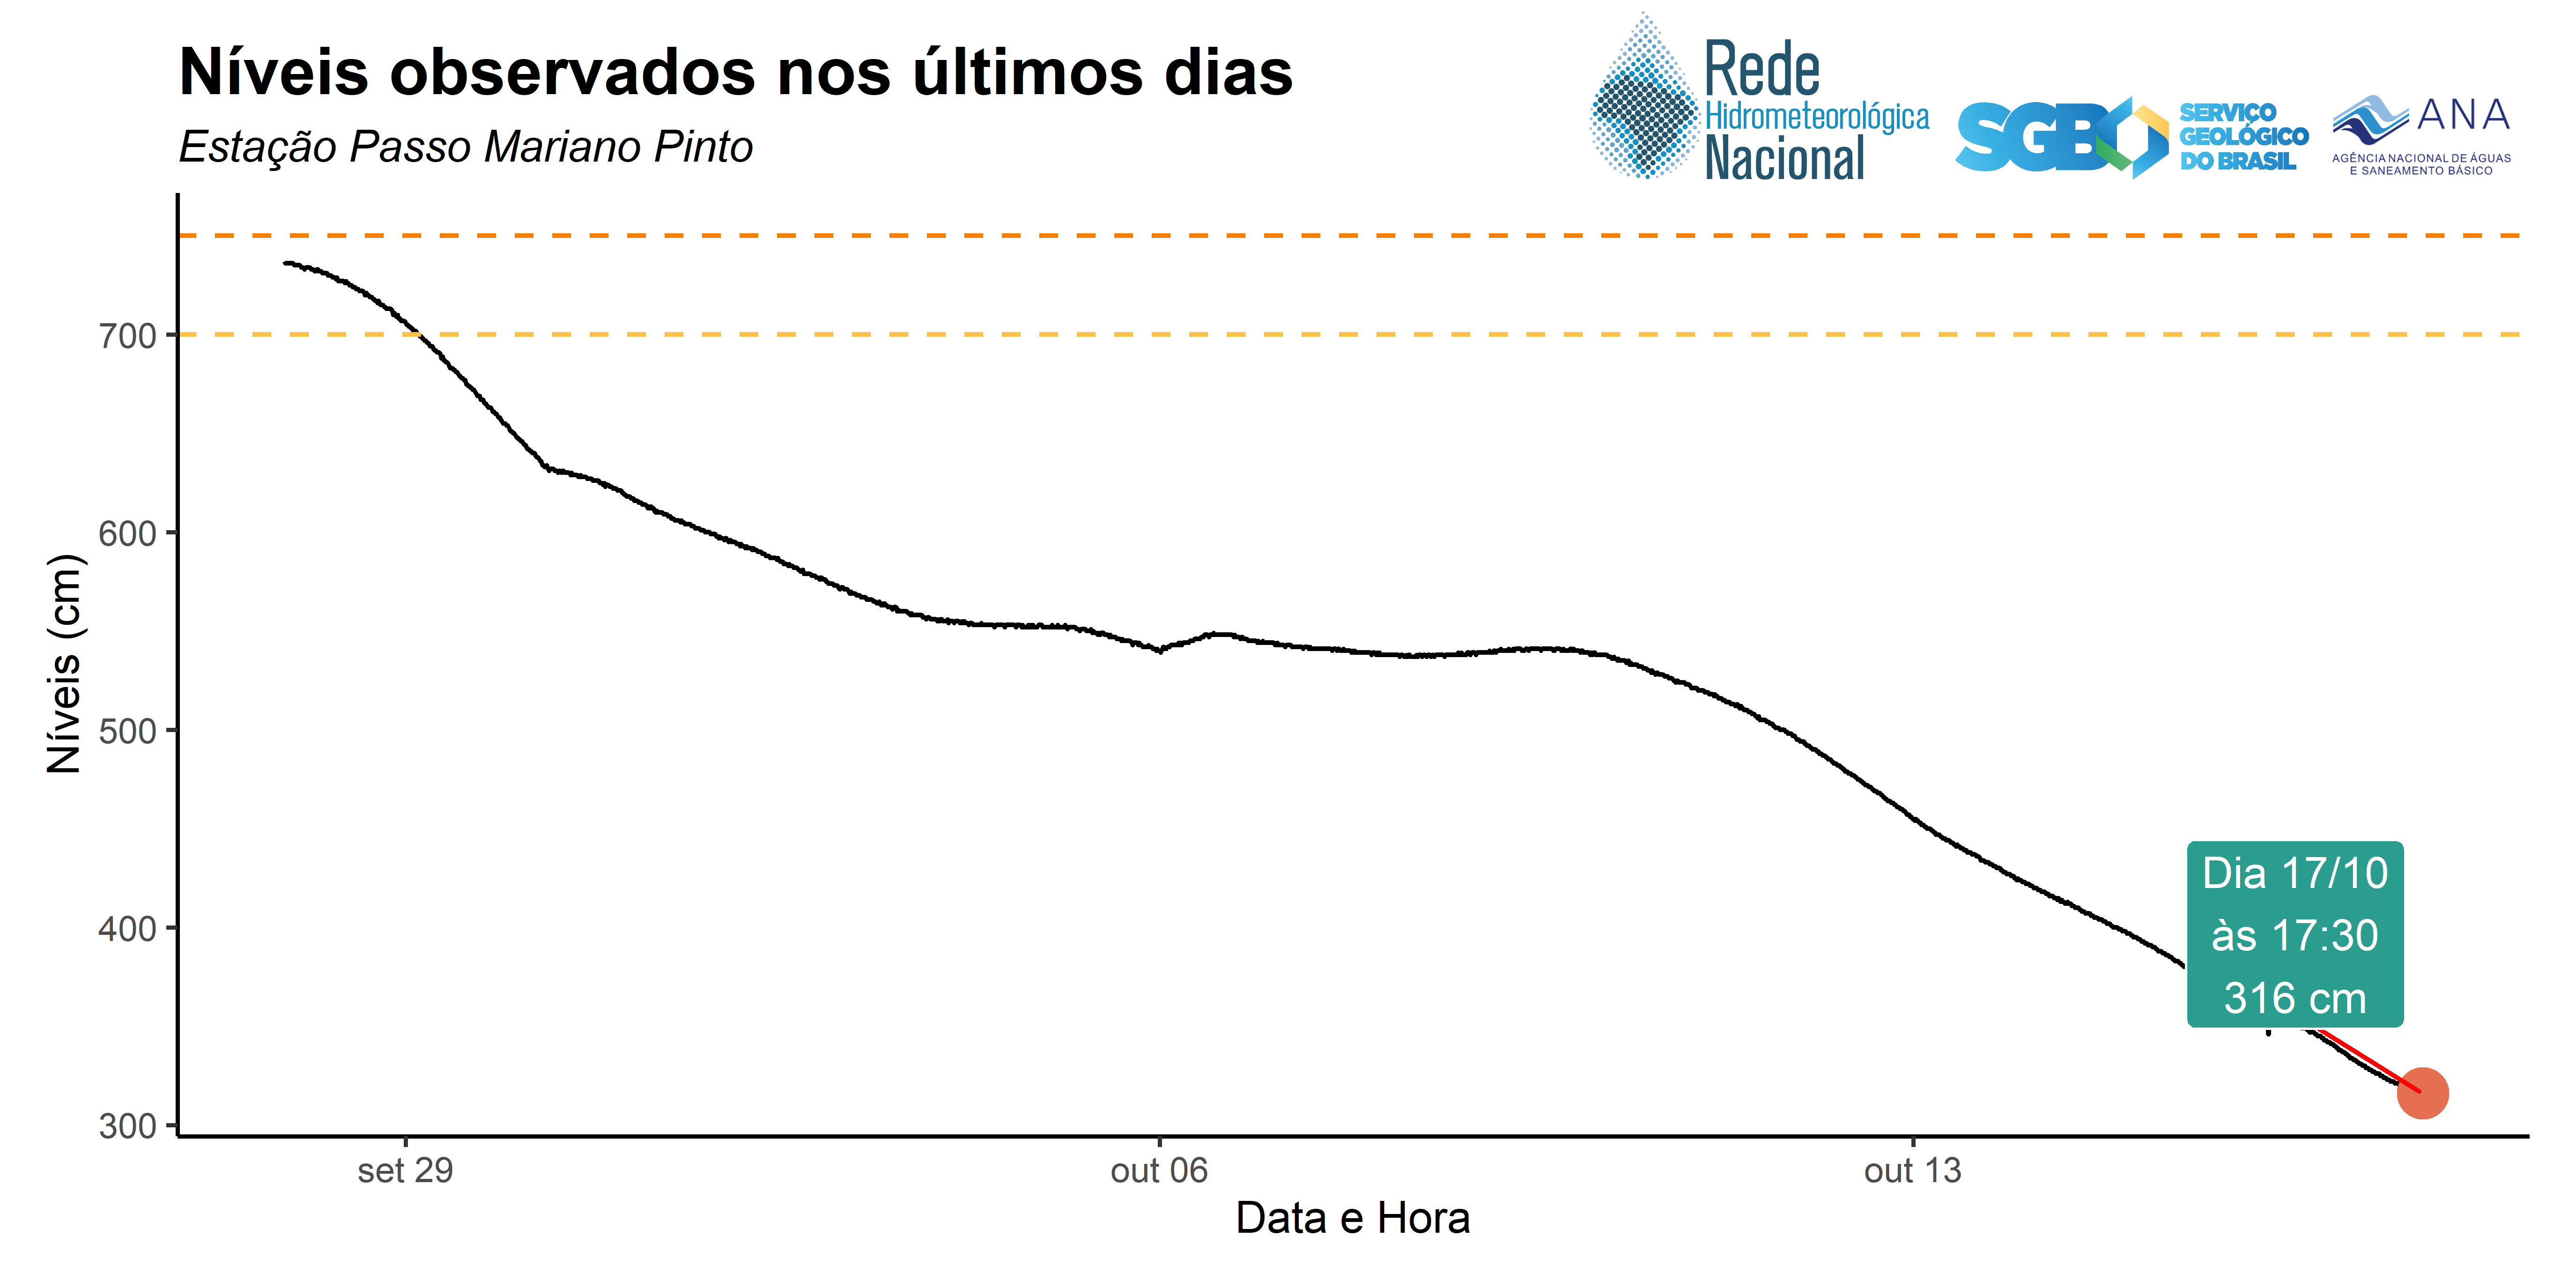 Níveis observados nos últimos dias
Estação Passo Mariano Pinto
Rede
Hidrometeorológica
Nacional
SGB
SERVIÇO
GEOLÓGICO
DO BRASIL
ANA
AGÊNCIA NACIONAL DE ÁGUAS
E SANEAMENTO BÁSICO
Níveis (cm)
700
600
500
400
300
Dia 17/10
às 17:30
316 cm
set 29
out 06
out 13
Data e Hora